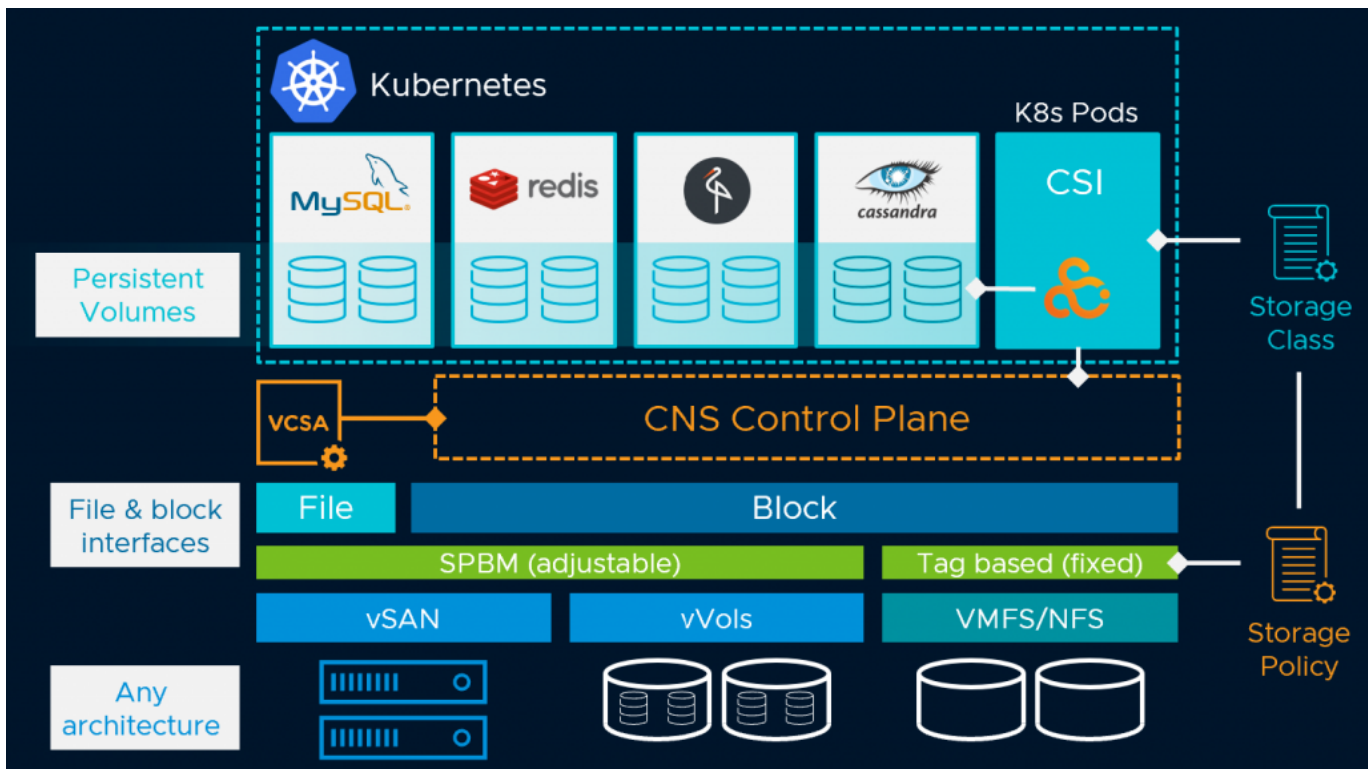 Kubernetes
K8s Pods
MySQL®
redis
cassandra
CSI
Persistent
Volumes
Storage
Class
VCSA
CNS Control Plane
File & block
interfaces
File
Block
SPBM (adjustable)
Tag based (fixed)
vSAN
vVols
VMFS/NFS
Storage
Policy
Any
architecture